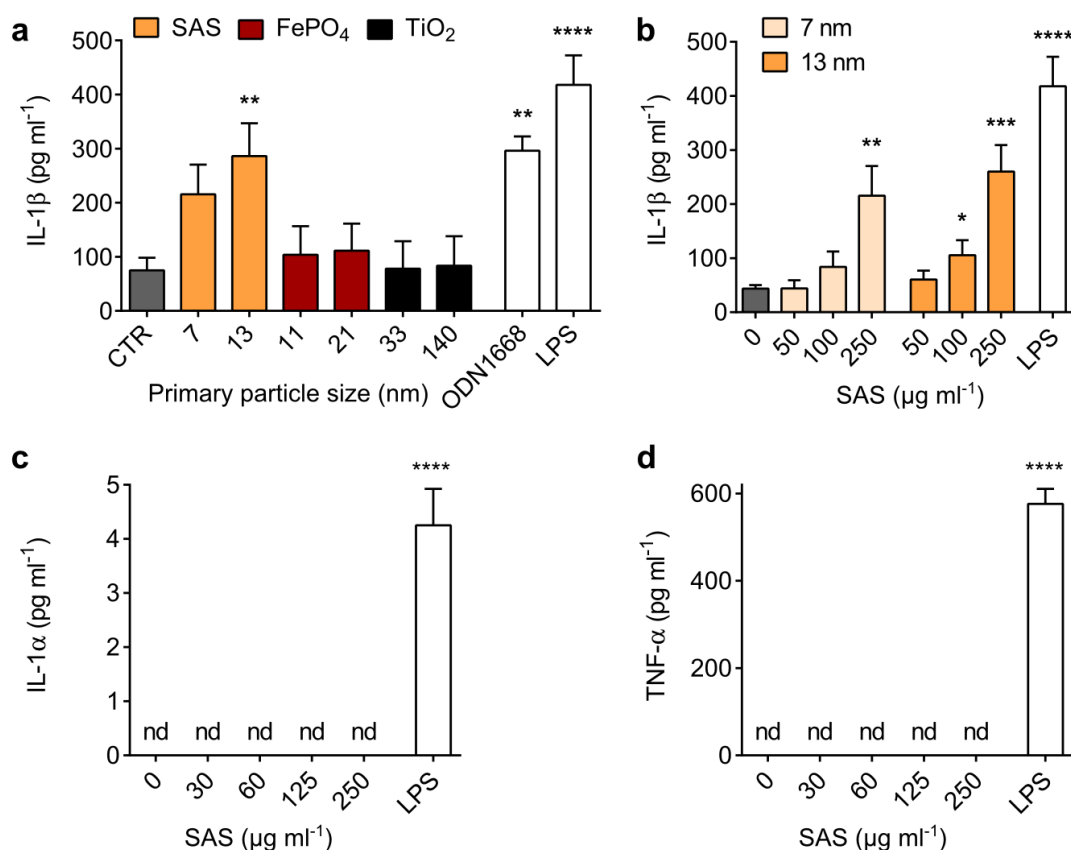 a
SAS FePO₄ TiO₂
IL-1β (pg ml⁻¹)
500
400
300
200
100
0
**
**
****
CTR 7 13 11 21 33 140 ODN1668 LPS
Primary particle size (nm)
b
7 nm
13 nm
IL-1β (pg ml⁻¹)
500
400
300
200
100
0
**
*
***
****
0 50 100 250 50 100 250 LPS
SAS (µg ml⁻¹)
c
IL-1α (pg ml⁻¹)
5
4
3
2
1
0
****
nd nd nd nd nd
0 30 60 125 250 LPS
SAS (µg ml⁻¹)
d
TNF-α (pg ml⁻¹)
600
400
200
0
****
nd nd nd nd nd
0 30 60 125 250 LPS
SAS (µg ml⁻¹)